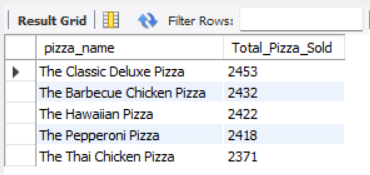 Result Grid Filter Rows:
pizza_name Total_Pizza_Sold
The Classic Deluxe Pizza 2453
The Barbecue Chicken Pizza 2432
The Hawaiian Pizza 2422
The Pepperoni Pizza 2418
The Thai Chicken Pizza 2371